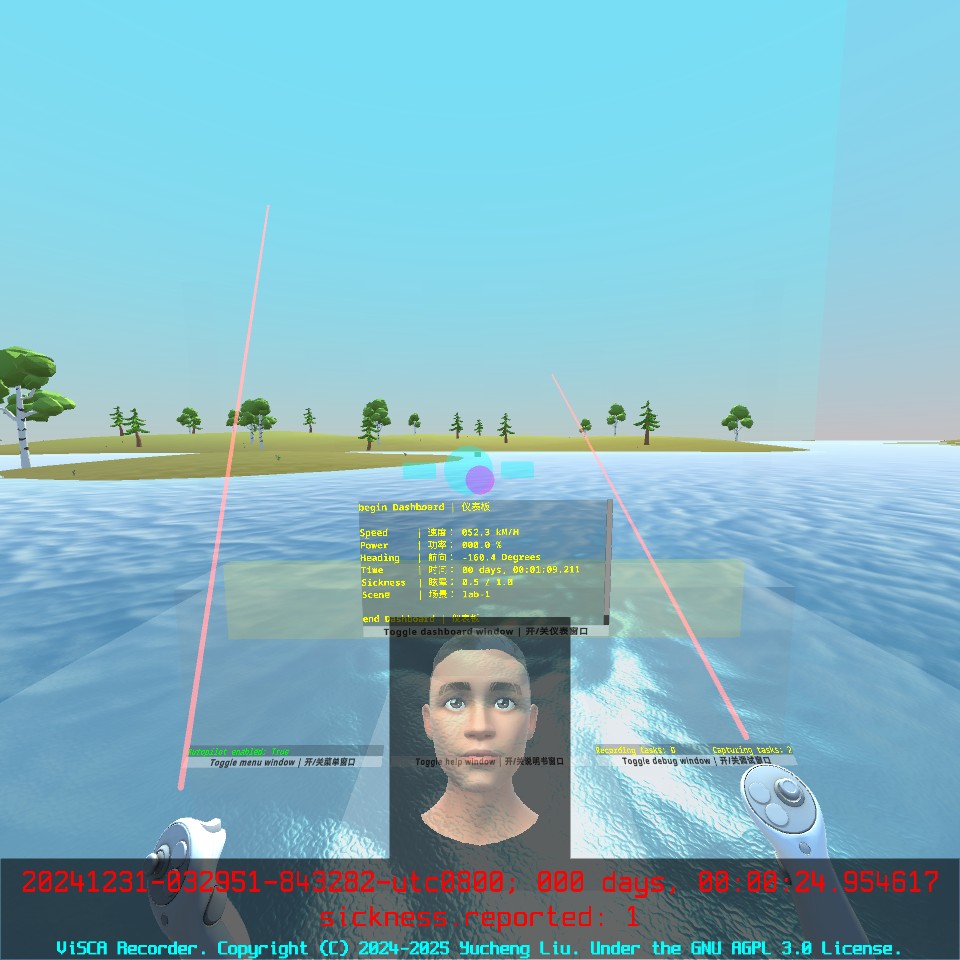 begin Dashboard | 仪表板
Speed | 速度： 052.3 kM/H
Power | 功率： 000.0 %
Heading | 航向： -160.4 Degrees
Time | 时间： 00 days, 00:01:09.211
Sickness | 眩晕： 0.5 / 1.0
Scene | 场景： lab-1
end Dashboard | 仪表板
Toggle dashboard window | 开/关仪表窗口
Autopilot enabled: True
Toggle menu window | 开/关菜单窗口
Toggle help window | 开/关说明书窗口
Recording tasks: 0 Capturing tasks: 2
Toggle debug window | 开/关调试窗口
20241231-032951-843282-utc0800; 000 days, 00:00:24.954617
sickness.reported: 1
ViSCA Recorder. Copyright (C) 2024-2025 Yucheng Liu. Under the GNU AGPL 3.0 License.